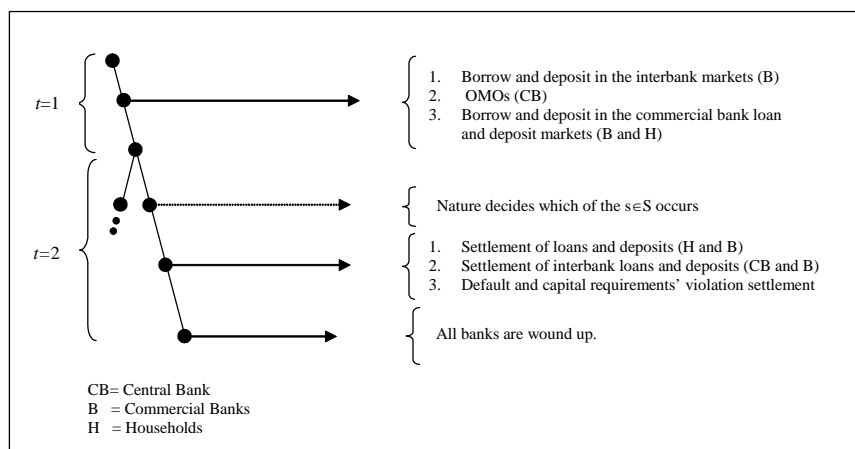 t=1
1. Borrow and deposit in the interbank markets (B)
2. OMOs (CB)
3. Borrow and deposit in the commercial bank loan
and deposit markets (B and H)
t=2
Nature decides which of the s∈S occurs
1. Settlement of loans and deposits (H and B)
2. Settlement of interbank loans and deposits (CB and B)
3. Default and capital requirements' violation settlement
All banks are wound up.
CB= Central Bank
B = Commercial Banks
H = Households